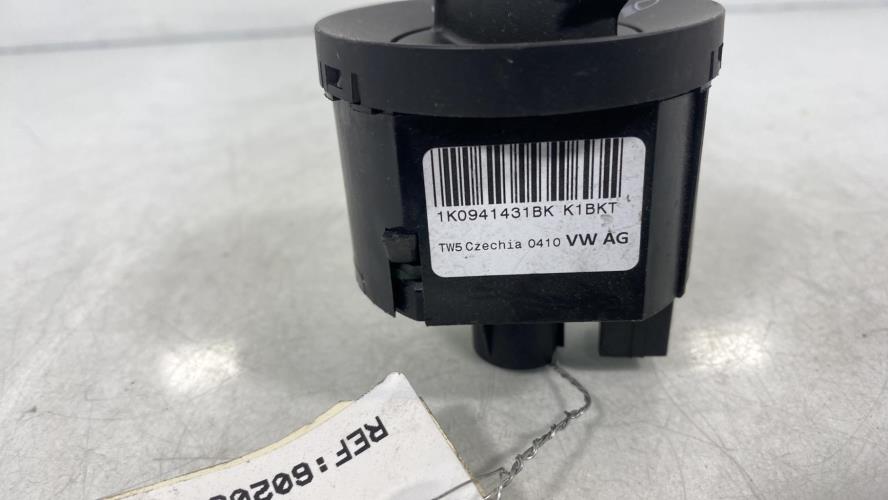 1K0941431BK K1BKT
TW5 Czechia 0410 VW AG
REF:6020